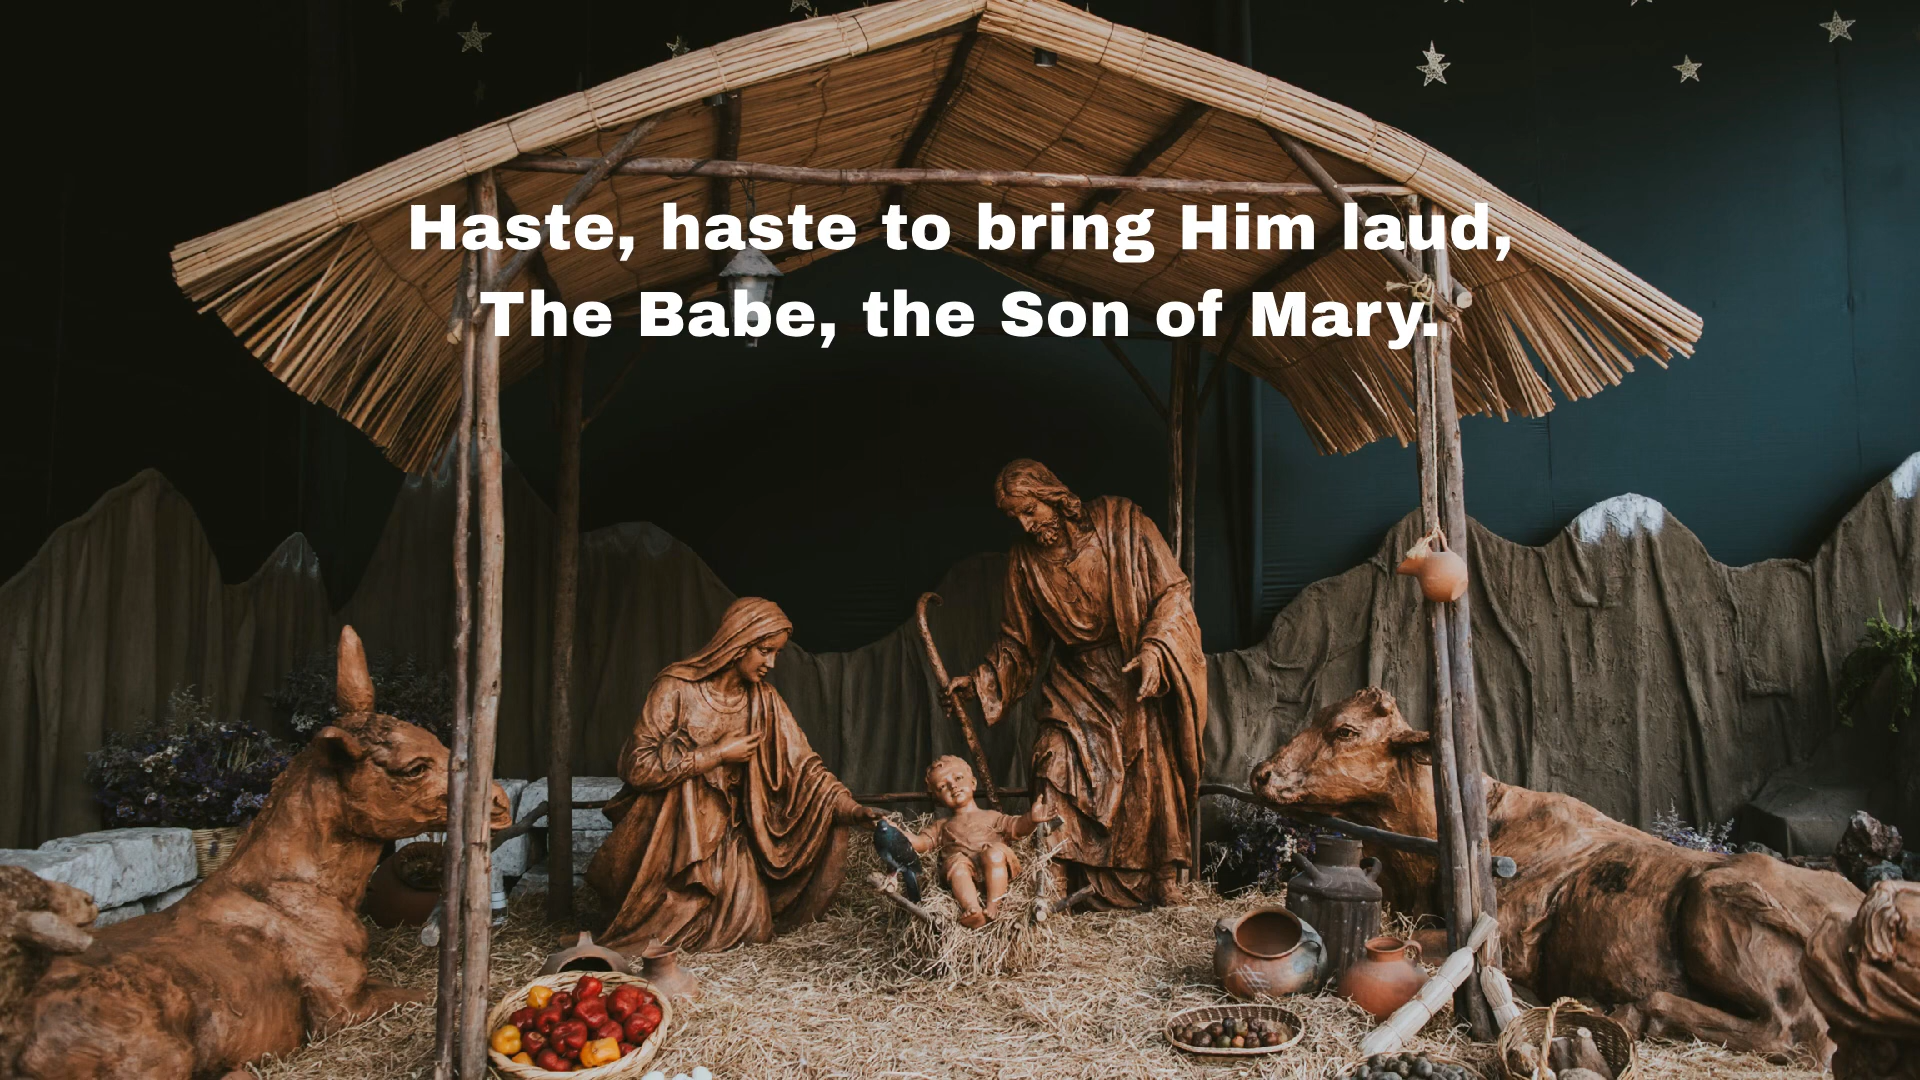 Haste, haste to bring Him laud,
The Babe, the Son of Mary.